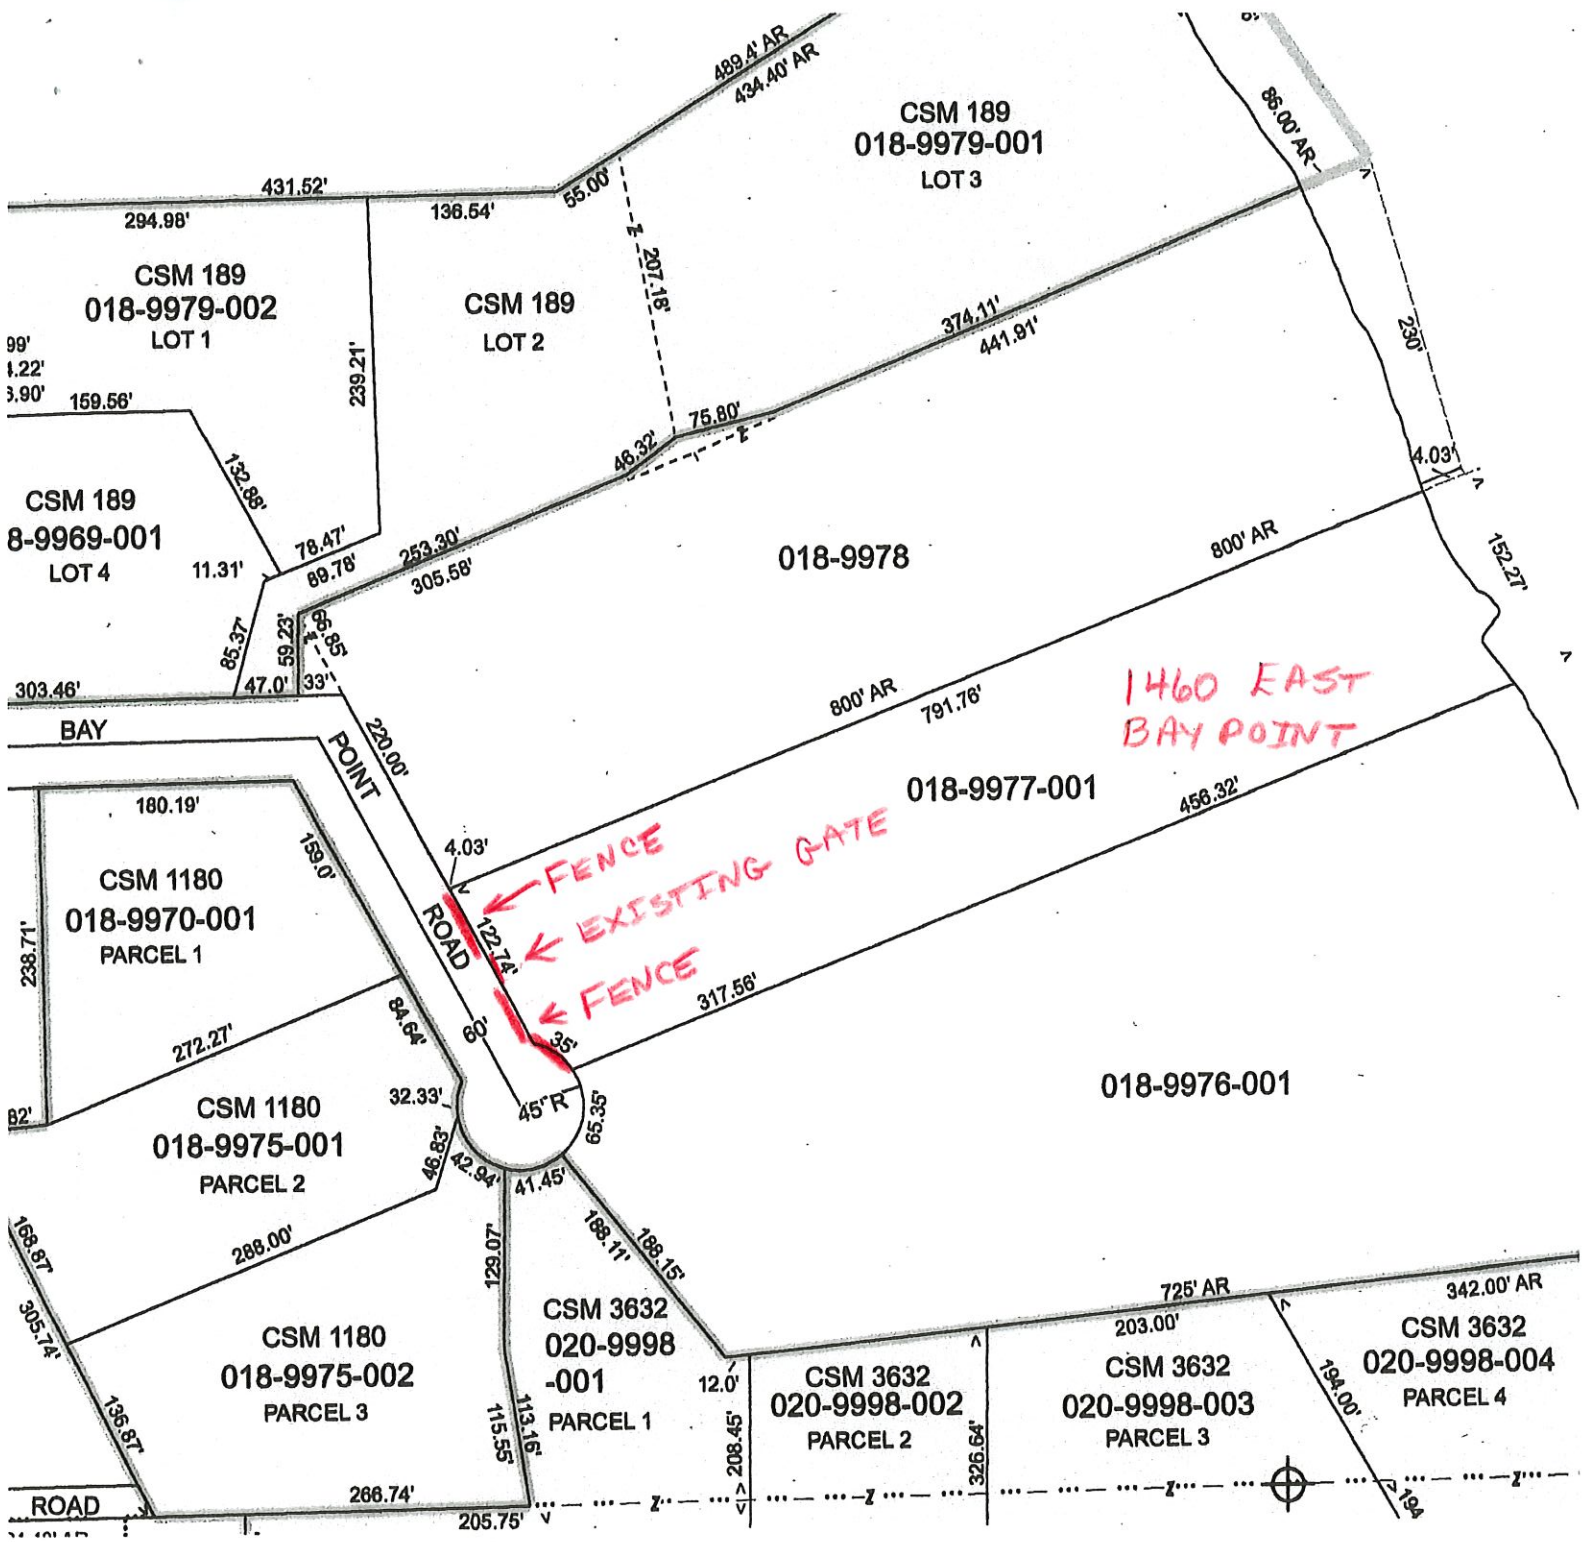 489.4' AR
434.40' AR
86.00' AR
CSM 189
018-9979-001
LOT 3
431.52'
294.98'
136.54'
55.00'
Z
207.18'
CSM 189
018-9979-002
LOT 1
CSM 189
LOT 2
374.11'
441.91'
230'
99'
4.22'
3.90'
159.56'
239.21'
75.80'
Z
46.32'
132.88'
4.03'
CSM 189
8-9969-001
LOT 4
11.31'
78.47'
89.78'
253.30'
305.58'
018-9978
800' AR
152.27'
85.37'
59.23'
Z
66.85'
303.46'
47.0'
33'
BAY
POINT
ROAD
220.00'
800' AR
791.76'
1460 EAST
BAY POINT
018-9977-001
456.32'
180.19'
159.0'
4.03'
FENCE
EXISTING GATE
FENCE
122.74'
CSM 1180
018-9970-001
PARCEL 1
238.71'
84.64'
60'
35'
317.56'
272.27'
32.33'
45' R
65.35'
018-9976-001
82'
CSM 1180
018-9975-001
PARCEL 2
46.83'
42.94'
41.45'
168.87'
305.74'
288.00'
129.07'
188.11'
188.15'
725' AR
342.00' AR
203.00'
CSM 1180
018-9975-002
PARCEL 3
CSM 3632
020-9998
-001
PARCEL 1
12.0'
CSM 3632
020-9998-002
PARCEL 2
CSM 3632
020-9998-003
PARCEL 3
CSM 3632
020-9998-004
PARCEL 4
194.00'
136.87'
113.16'
115.55'
208.45'
326.64'
ROAD
266.74'
205.75'
Z
Z
Z
Z
194